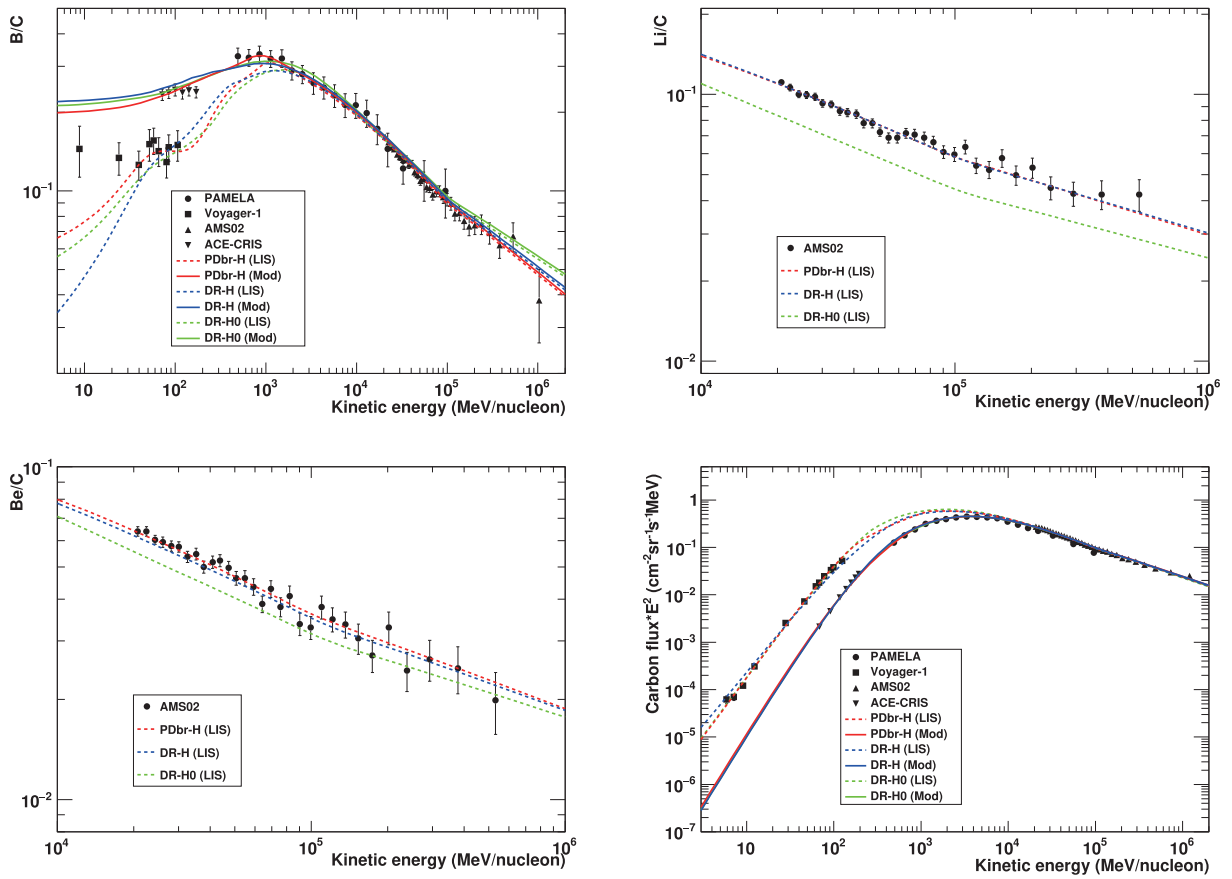 B/C
10⁻¹
PAMELA
Voyager-1
AMS02
ACE-CRIS
PDbr-H (LIS)
PDbr-H (Mod)
DR-H (LIS)
DR-H (Mod)
DR-H0 (LIS)
DR-H0 (Mod)
10 10² 10³ 10⁴ 10⁵ 10⁶
Kinetic energy (MeV/nucleon)
Li/C
10⁻¹
AMS02
PDbr-H (LIS)
DR-H (LIS)
DR-H0 (LIS)
10⁻²
10⁴ 10⁵ 10⁶
Kinetic energy (MeV/nucleon)
Be/C
10⁻¹
AMS02
PDbr-H (LIS)
DR-H (LIS)
DR-H0 (LIS)
10⁻²
10⁴ 10⁵ 10⁶
Kinetic energy (MeV/nucleon)
Carbon flux*E² (cm⁻²sr⁻¹s⁻¹MeV)
1
10⁻¹
10⁻²
10⁻³
10⁻⁴
10⁻⁵
10⁻⁶
10⁻⁷
PAMELA
Voyager-1
AMS02
ACE-CRIS
PDbr-H (LIS)
PDbr-H (Mod)
DR-H (LIS)
DR-H (Mod)
DR-H0 (LIS)
DR-H0 (Mod)
10 10² 10³ 10⁴ 10⁵ 10⁶
Kinetic energy (MeV/nucleon)